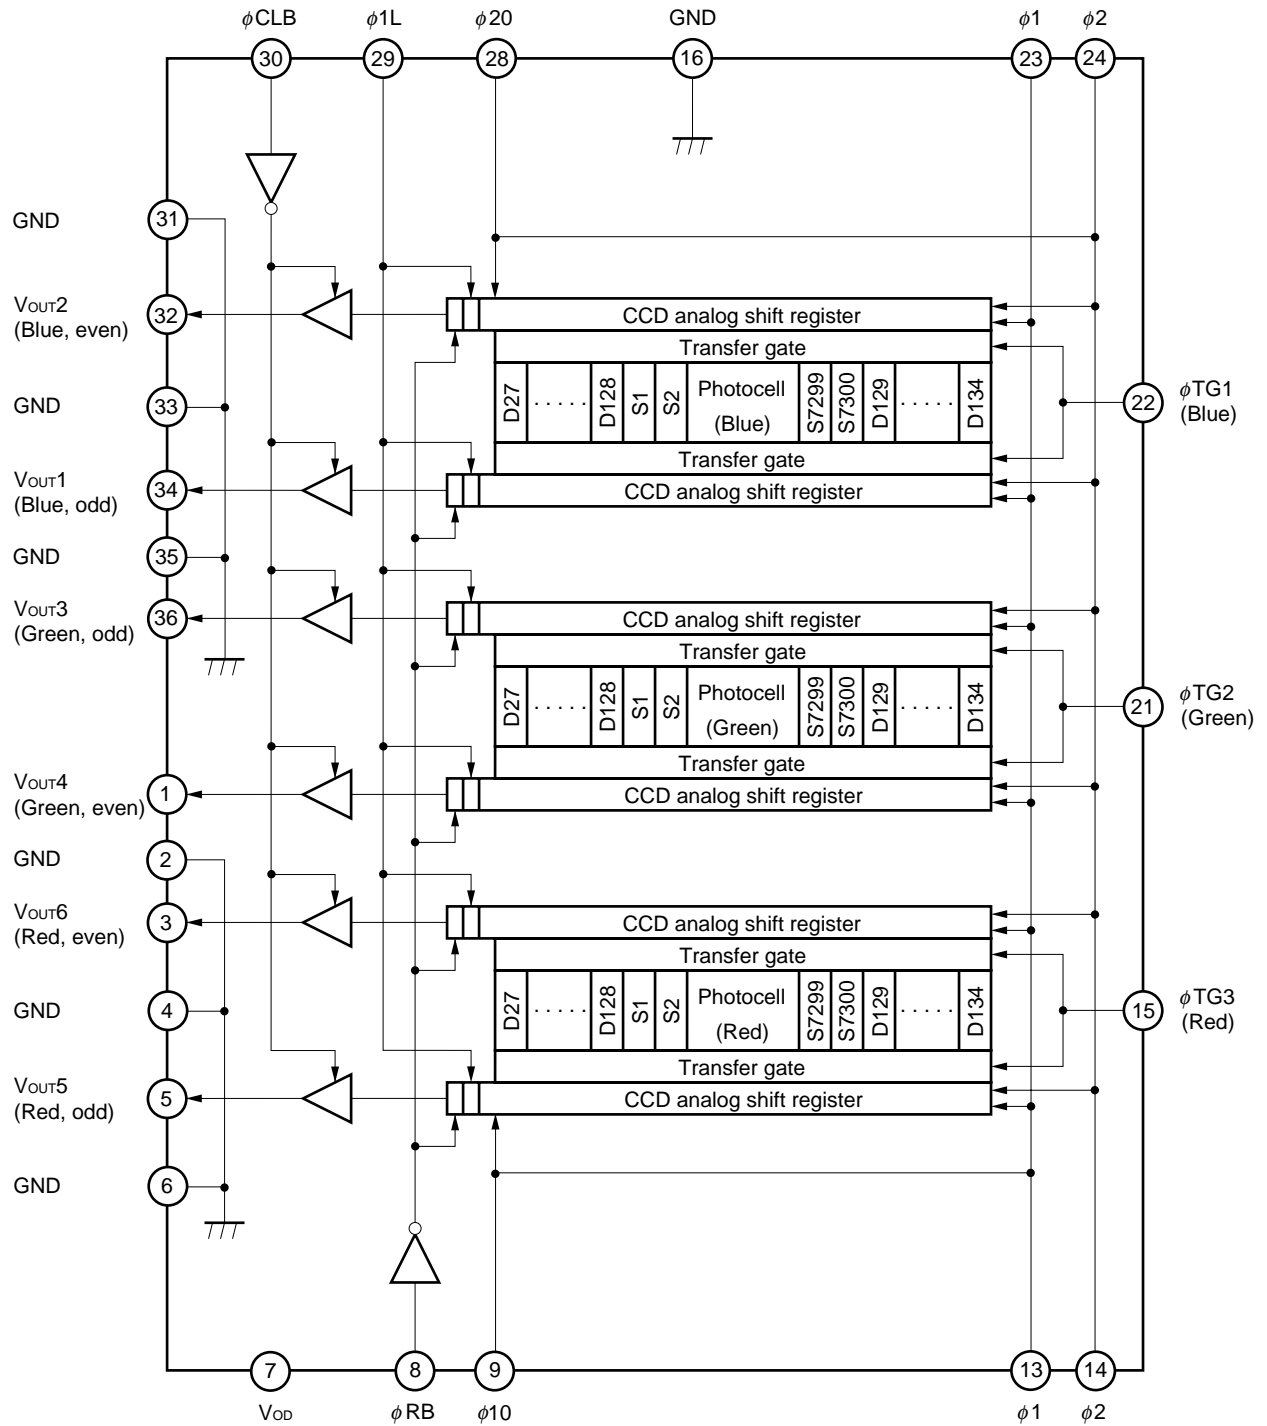 ϕCLB ϕ1L ϕ20 GND ϕ1 ϕ2
30 29 28 16 23 24
GND 31
VOUT2 32
(Blue, even)
CCD analog shift register
Transfer gate
D27 ..... D128 S1 S2 Photocell (Blue) S7299 S7300 D129 ..... D134
GND 33
22 ϕTG1
(Blue)
Transfer gate
VOUT1 34
(Blue, odd)
CCD analog shift register
GND 35
VOUT3 36
(Green, odd)
CCD analog shift register
Transfer gate
D27 ..... D128 S1 S2 Photocell (Green) S7299 S7300 D129 ..... D134
21 ϕTG2
(Green)
Transfer gate
VOUT4 1
(Green, even)
CCD analog shift register
GND 2
VOUT6 3
(Red, even)
CCD analog shift register
Transfer gate
D27 ..... D128 S1 S2 Photocell (Red) S7299 S7300 D129 ..... D134
GND 4
15 ϕTG3
(Red)
Transfer gate
VOUT5 5
(Red, odd)
CCD analog shift register
GND 6
7 8 9 13 14
VOD ϕRB ϕ10 ϕ1 ϕ2